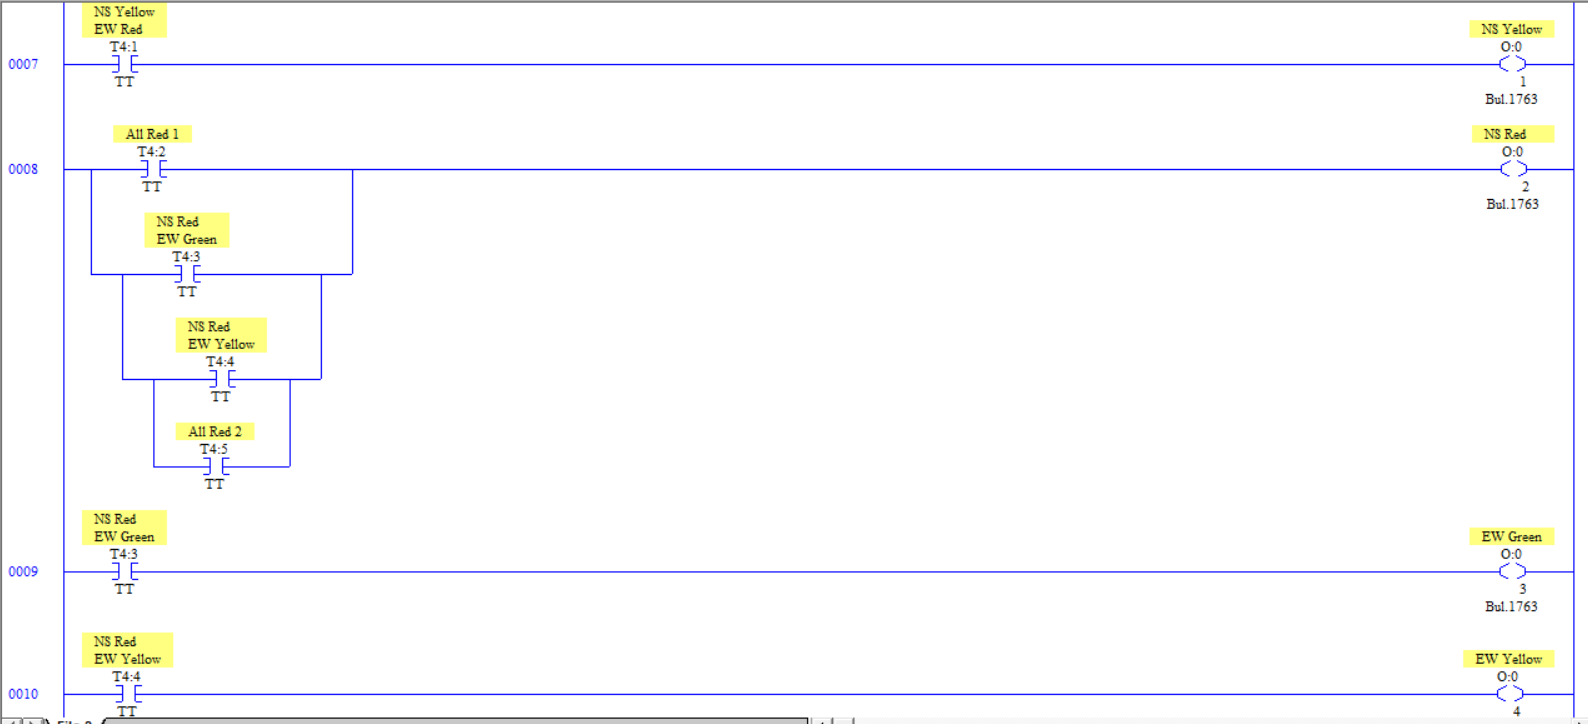 NS Yellow
EW Red
T4:1
TT
0007
NS Yellow
O:0
1
Bul.1763
All Red 1
T4:2
TT
0008
NS Red
O:0
2
Bul.1763
NS Red
EW Green
T4:3
TT
NS Red
EW Yellow
T4:4
TT
All Red 2
T4:5
TT
NS Red
EW Green
T4:3
TT
0009
EW Green
O:0
3
Bul.1763
NS Red
EW Yellow
T4:4
TT
0010
EW Yellow
O:0
4